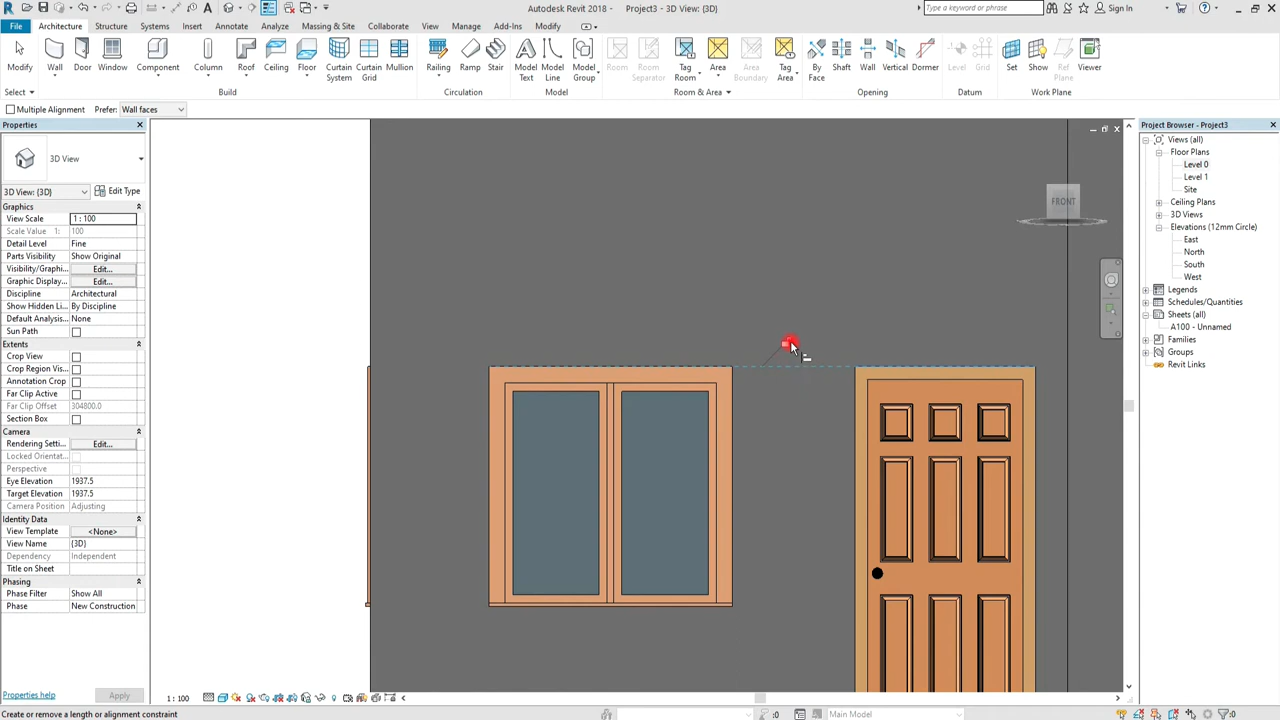 Autodesk Revit 2018 - Project3 - 3D View: {3D}
Type a keyword or phrase
Sign In
File Architecture Structure Systems Insert Annotate Analyze Massing & Site Collaborate View Manage Add-Ins Modify
Modify Wall Door Window Component Column Roof Ceiling Floor Curtain System Curtain Grid Mullion Railing Ramp Stair Model Text Model Line Model Group Room Room Separator Tag Room Area Area Boundary Tag Area By Face Shaft Wall Vertical Dormer Level Grid Set Show Ref Plane Viewer
Select Build Circulation Model Room & Area Opening Datum Work Plane
Multiple Alignment Prefer: Wall faces
Properties
3D View
3D View: {3D} Edit Type
Graphics
View Scale 1 : 100
Scale Value 1: 100
Detail Level Fine
Parts Visibility Show Original
Visibility/Graphi... Edit...
Graphic Display... Edit...
Discipline Architectural
Show Hidden Li... By Discipline
Default Analysis... None
Sun Path
Extents
Crop View
Crop Region Vis...
Annotation Crop
Far Clip Active
Far Clip Offset 304800.0
Section Box
Camera
Rendering Setti... Edit...
Locked Orientat...
Perspective
Eye Elevation 1937.5
Target Elevation 1937.5
Camera Position Adjusting
Identity Data
View Template <None>
View Name {3D}
Dependency Independent
Title on Sheet
Phasing
Phase Filter Show All
Phase New Construction
Properties help Apply
FRONT
Project Browser - Project3
Views (all)
Floor Plans
Level 0
Level 1
Site
Ceiling Plans
3D Views
Elevations (12mm Circle)
East
North
South
West
Legends
Schedules/Quantities
Sheets (all)
A100 - Unnamed
Families
Groups
Revit Links
1 : 100
Create or remove a length or alignment constraint
:0
Main Model
:0